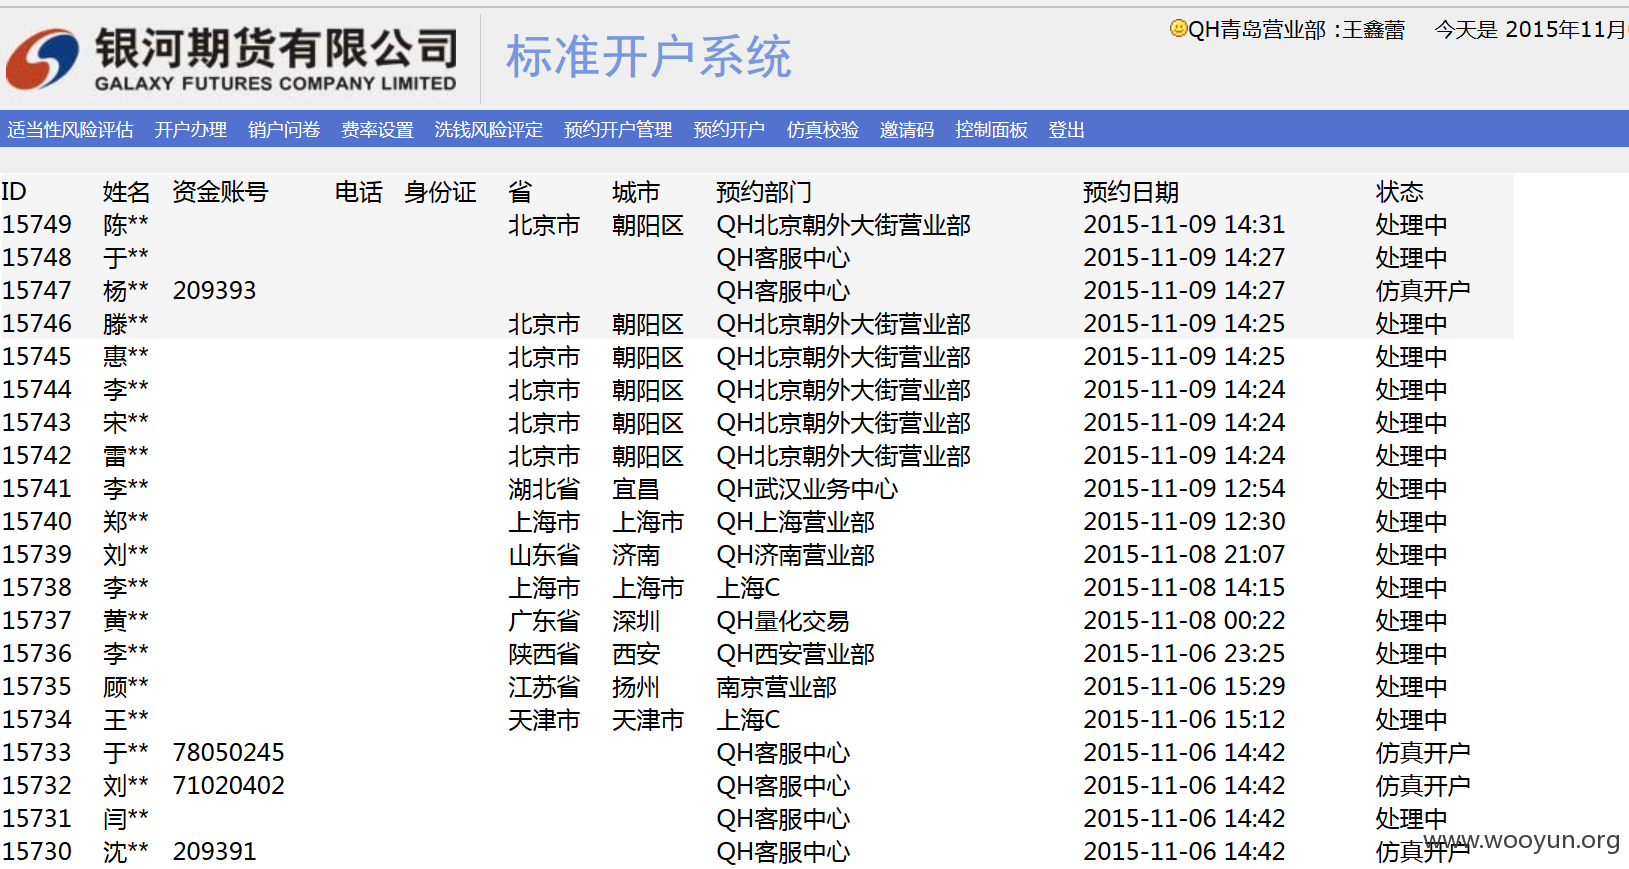 银河期货有限公司
GALAXY FUTURES COMPANY LIMITED
标准开户系统
QH青岛营业部 :王鑫蕾 今天是 2015年11月
适当性风险评估 开户办理 销户问卷 费率设置 洗钱风险评定 预约开户管理 预约开户 仿真校验 邀请码 控制面板 登出
ID 姓名 资金账号 电话 身份证 省 城市 预约部门 预约日期 状态
15749 陈** 北京市 朝阳区 QH北京朝外大街营业部 2015-11-09 14:31 处理中
15748 于** QH客服中心 2015-11-09 14:27 处理中
15747 杨** 209393 QH客服中心 2015-11-09 14:27 仿真开户
15746 滕** 北京市 朝阳区 QH北京朝外大街营业部 2015-11-09 14:25 处理中
15745 惠** 北京市 朝阳区 QH北京朝外大街营业部 2015-11-09 14:25 处理中
15744 李** 北京市 朝阳区 QH北京朝外大街营业部 2015-11-09 14:24 处理中
15743 宋** 北京市 朝阳区 QH北京朝外大街营业部 2015-11-09 14:24 处理中
15742 雷** 北京市 朝阳区 QH北京朝外大街营业部 2015-11-09 14:24 处理中
15741 李** 湖北省 宜昌 QH武汉业务中心 2015-11-09 12:54 处理中
15740 郑** 上海市 上海市 QH上海营业部 2015-11-09 12:30 处理中
15739 刘** 山东省 济南 QH济南营业部 2015-11-08 21:07 处理中
15738 李** 上海市 上海市 上海C 2015-11-08 14:15 处理中
15737 黄** 广东省 深圳 QH量化交易 2015-11-08 00:22 处理中
15736 李** 陕西省 西安 QH西安营业部 2015-11-06 23:25 处理中
15735 顾** 江苏省 扬州 南京营业部 2015-11-06 15:29 处理中
15734 王** 天津市 天津市 上海C 2015-11-06 15:12 处理中
15733 于** 78050245 QH客服中心 2015-11-06 14:42 仿真开户
15732 刘** 71020402 QH客服中心 2015-11-06 14:42 仿真开户
15731 闫** QH客服中心 2015-11-06 14:42 处理中
15730 沈** 209391 QH客服中心 2015-11-06 14:42 仿真开户
www.wooyun.org